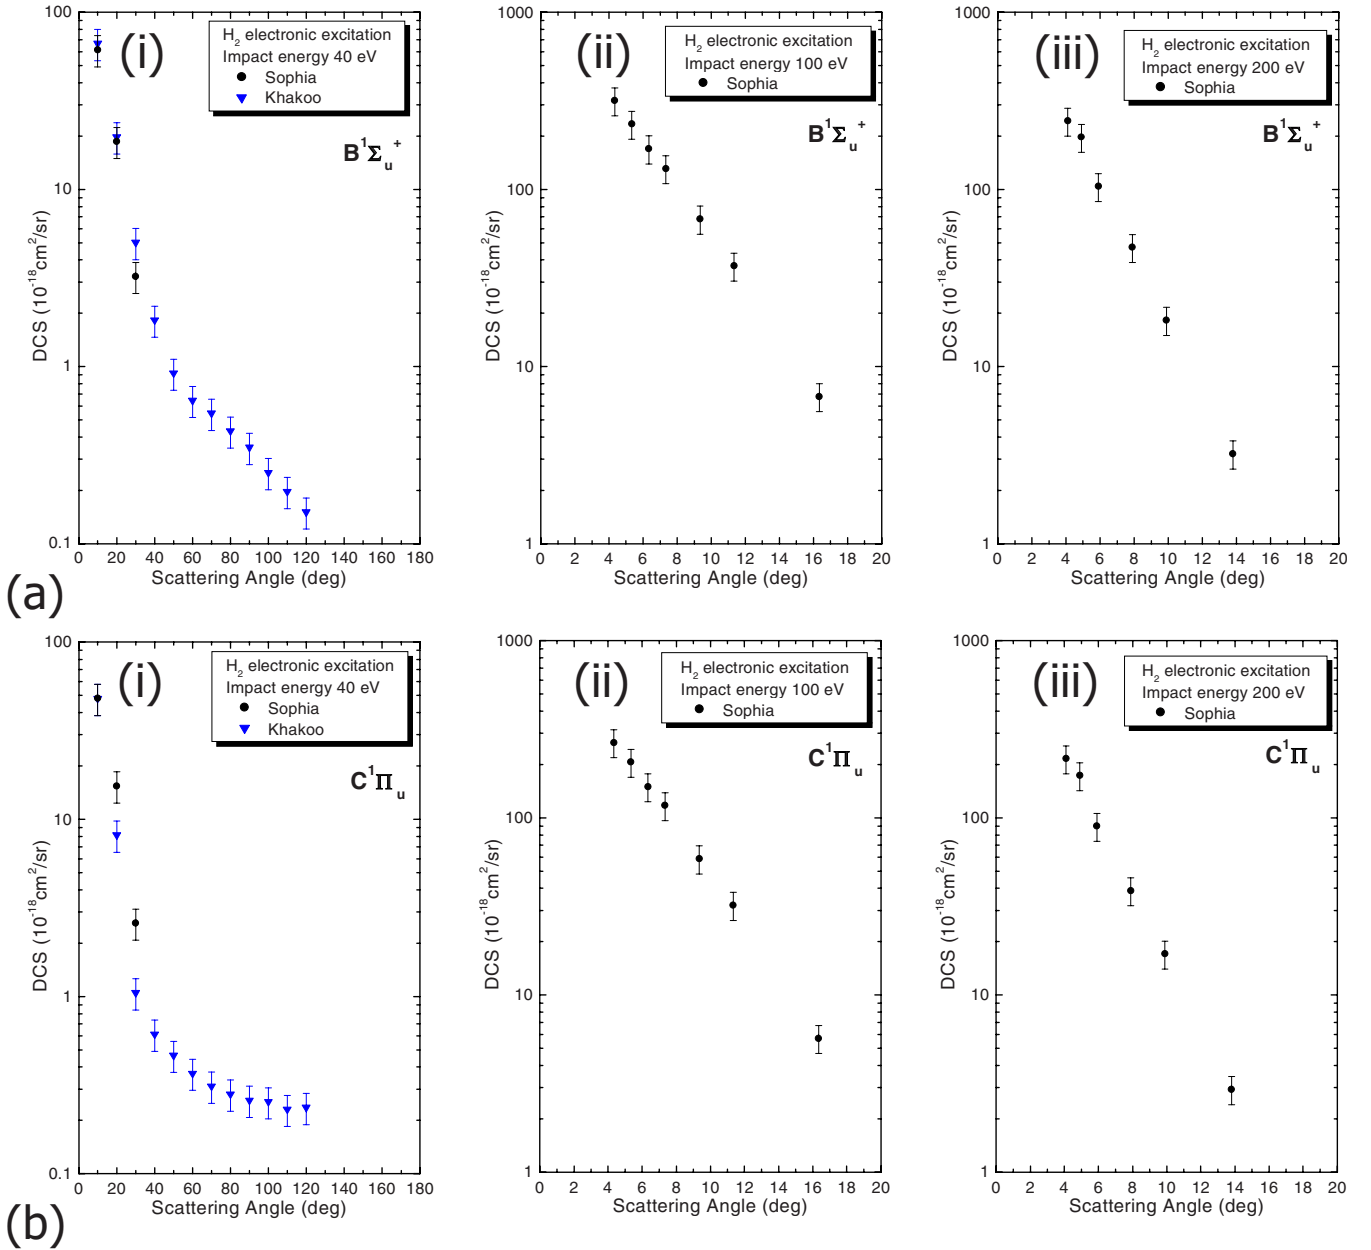 (a)
(i)
H2 electronic excitation
Impact energy 40 eV
Sophia
Khakoo
B¹Σu⁺
DCS (10⁻¹⁸cm²/sr)
100
10
1
0.1
0 20 40 60 80 100 120 140 160 180
Scattering Angle (deg)
(ii)
H2 electronic excitation
Impact energy 100 eV
Sophia
B¹Σu⁺
DCS (10⁻¹⁸cm²/sr)
1000
100
10
1
0 2 4 6 8 10 12 14 16 18 20
Scattering Angle (deg)
(iii)
H2 electronic excitation
Impact energy 200 eV
Sophia
B¹Σu⁺
DCS (10⁻¹⁸cm²/sr)
1000
100
10
1
0 2 4 6 8 10 12 14 16 18 20
Scattering Angle (deg)
(b)
(i)
H2 electronic excitation
Impact energy 40 eV
Sophia
Khakoo
C¹Πu
DCS (10⁻¹⁸cm²/sr)
100
10
1
0.1
0 20 40 60 80 100 120 140 160 180
Scattering Angle (deg)
(ii)
H2 electronic excitation
Impact energy 100 eV
Sophia
C¹Πu
DCS (10⁻¹⁸cm²/sr)
1000
100
10
1
0 2 4 6 8 10 12 14 16 18 20
Scattering Angle (deg)
(iii)
H2 electronic excitation
Impact energy 200 eV
Sophia
C¹Πu
DCS (10⁻¹⁸cm²/sr)
1000
100
10
1
0 2 4 6 8 10 12 14 16 18 20
Scattering Angle (deg)